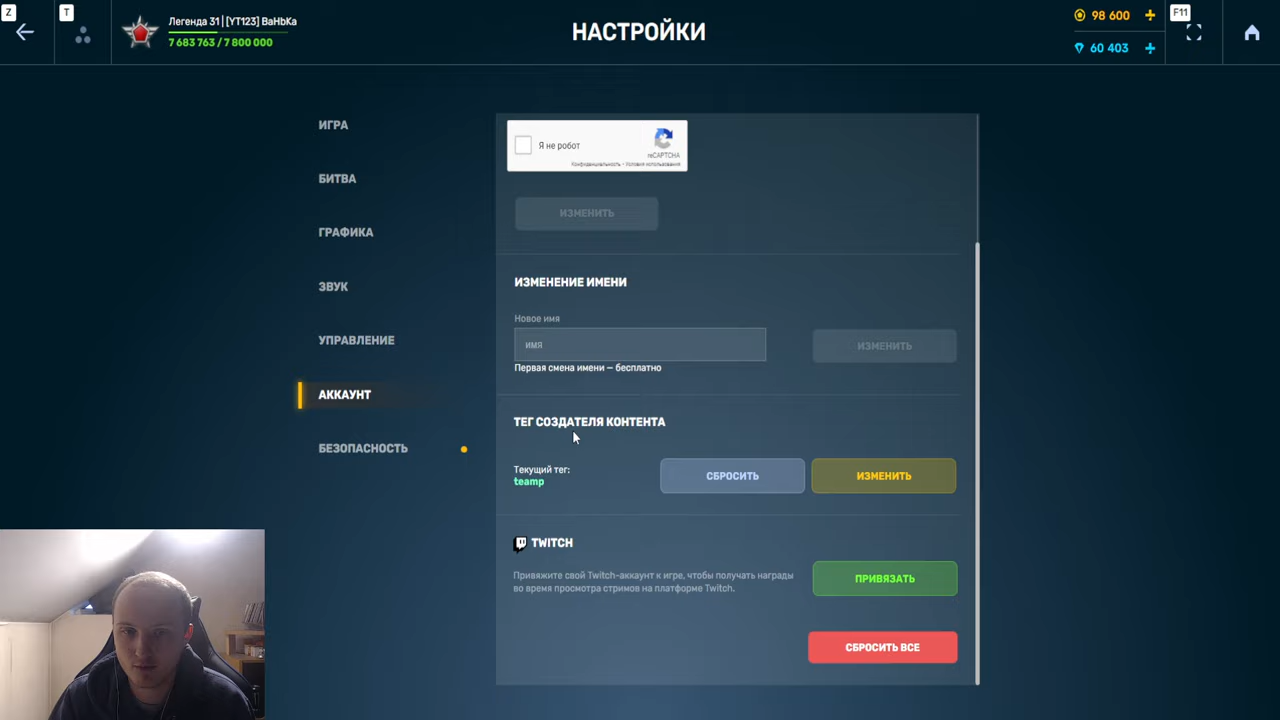 Z
T
Легенда 31 | [YT123] BaHbKa
7 683 763 / 7 800 000
НАСТРОЙКИ
98 600
60 403
F11
ИГРА
БИТВА
ГРАФИКА
ЗВУК
УПРАВЛЕНИЕ
АККАУНТ
БЕЗОПАСНОСТЬ
Я не робот
reCAPTCHA
Конфиденциальность - Условия использования
ИЗМЕНИТЬ
ИЗМЕНЕНИЕ ИМЕНИ
Новое имя
имя
ИЗМЕНИТЬ
Первая смена имени — бесплатно
ТЕГ СОЗДАТЕЛЯ КОНТЕНТА
Текущий тег:
teamp
СБРОСИТЬ
ИЗМЕНИТЬ
TWITCH
Привяжите свой Twitch-аккаунт к игре, чтобы получать награды
во время просмотра стримов на платформе Twitch.
ПРИВЯЗАТЬ
СБРОСИТЬ ВСЕ